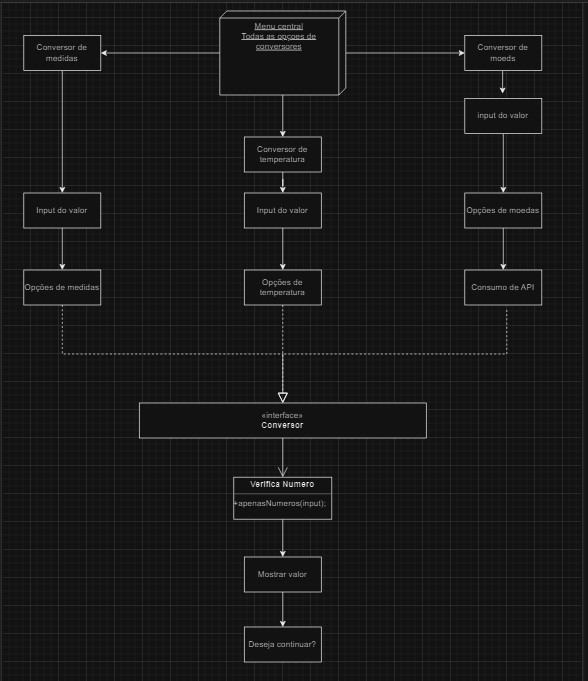 Menu central
Todas as opçoes de
conversores
Conversor de
medidas
Conversor de
moeds
input do valor
Conversor de
temperatura
Input do valor
Input do valor
Opções de moedas
Opções de medidas
Opções de
temperatura
Consumo de API
«interface»
Conversor
Verifica Numero
+apenasNumeros(input);
Mostrar valor
Deseja continuar?